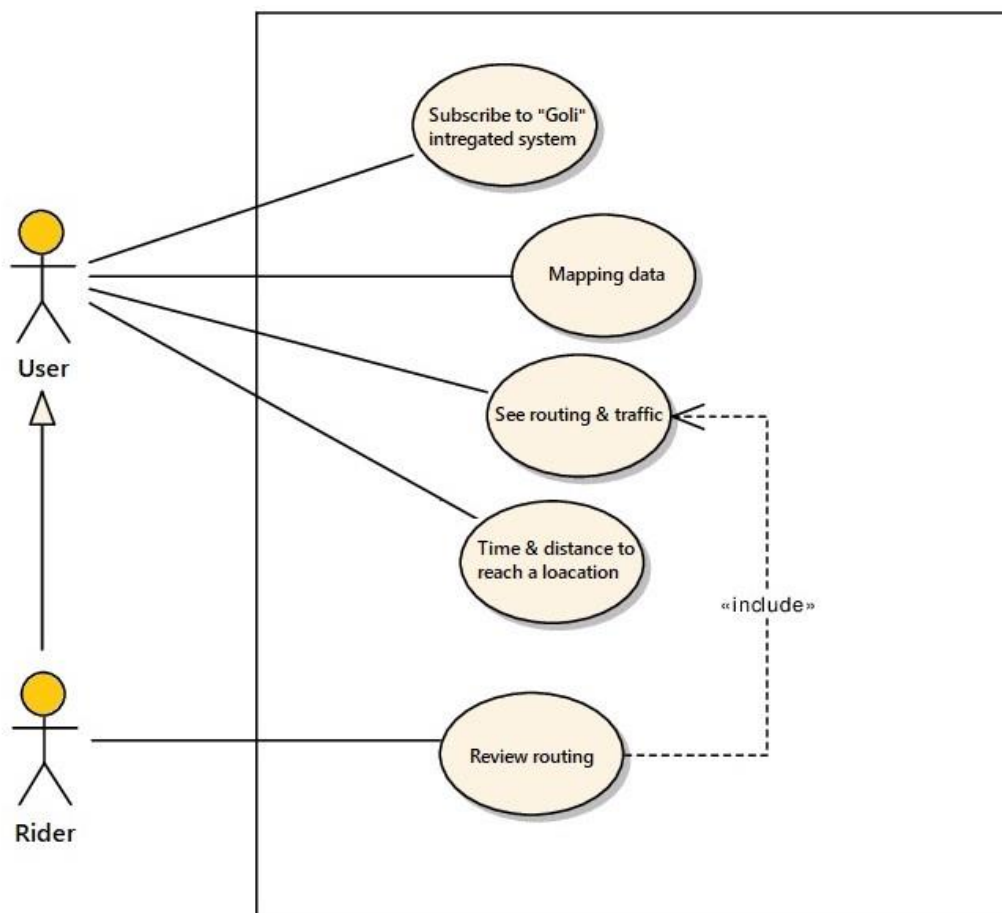 Subscribe to "Goli"
intregated system
Mapping data
User
See routing & traffic
Time & distance to
reach a loacation
«include»
Review routing
Rider